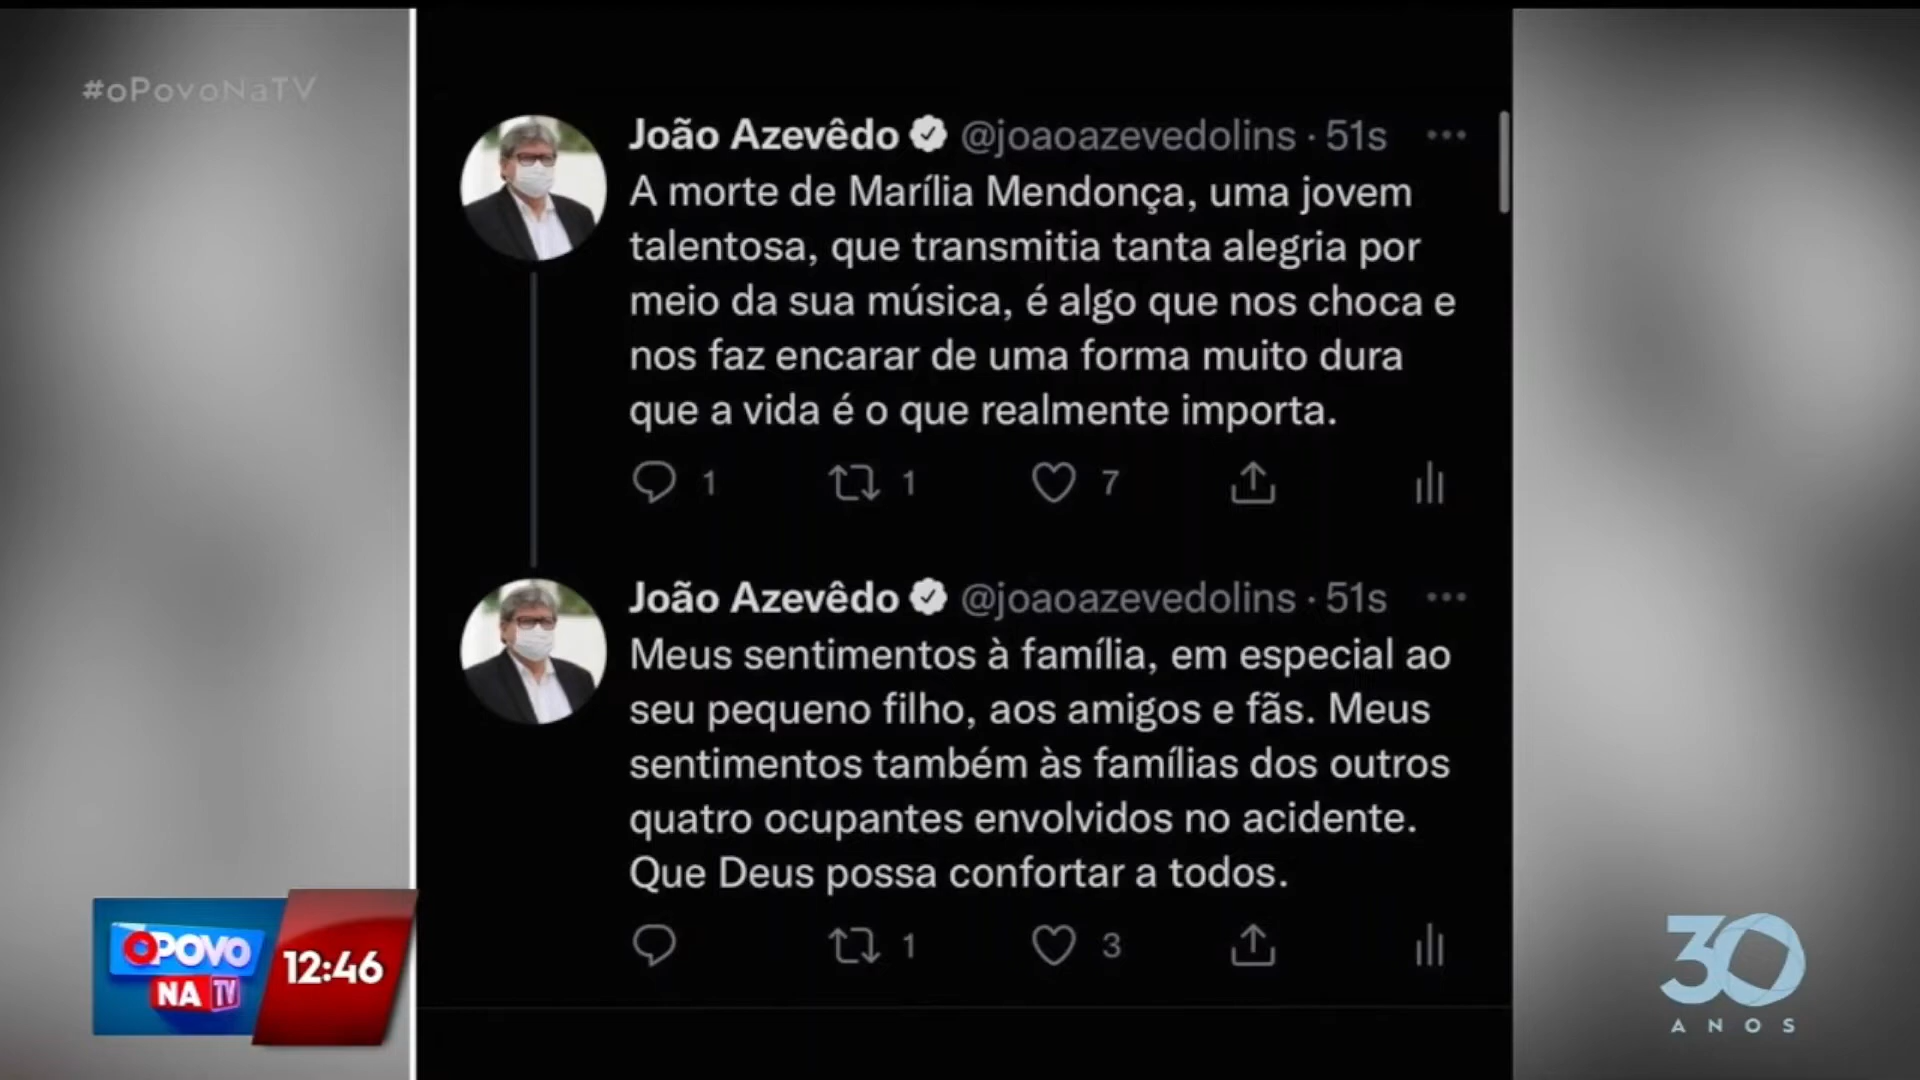 #oPovoNaTV
João Azevêdo @joaoazevedolins · 51s
A morte de Marília Mendonça, uma jovem
talentosa, que transmitia tanta alegria por
meio da sua música, é algo que nos choca e
nos faz encarar de uma forma muito dura
que a vida é o que realmente importa.
1 1 7
João Azevêdo @joaoazevedolins · 51s
Meus sentimentos à família, em especial ao
seu pequeno filho, aos amigos e fãs. Meus
sentimentos também às famílias dos outros
quatro ocupantes envolvidos no acidente.
Que Deus possa confortar a todos.
1 3
O POVO
NA TV
12:46
30
ANOS